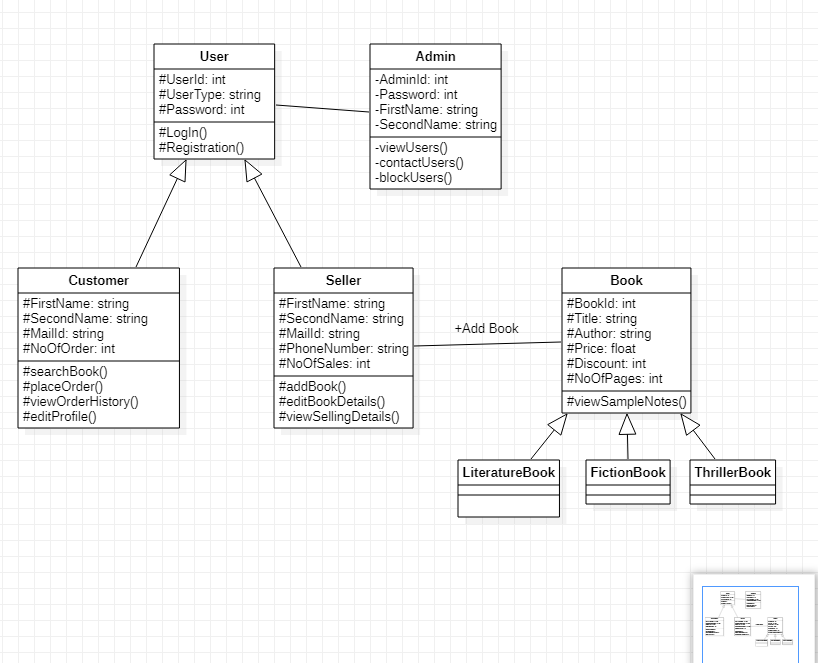 User
#UserId: int
#UserType: string
#Password: int
#LogIn()
#Registration()
Admin
-AdminId: int
-Password: int
-FirstName: string
-SecondName: string
-viewUsers()
-contactUsers()
-blockUsers()
Customer
#FirstName: string
#SecondName: string
#MailId: string
#NoOfOrder: int
#searchBook()
#placeOrder()
#viewOrderHistory()
#editProfile()
Seller
#FirstName: string
#SecondName: string
#MailId: string
#PhoneNumber: string
#NoOfSales: int
#addBook()
#editBookDetails()
#viewSellingDetails()
+Add Book
Book
#BookId: int
#Title: string
#Author: string
#Price: float
#Discount: int
#NoOfPages: int
#viewSampleNotes()
LiteratureBook
FictionBook
ThrillerBook